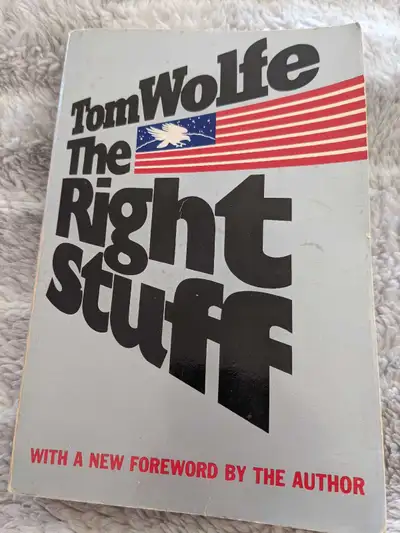 Tom Wolfe
The
Right
Stuff
WITH A NEW FOREWORD BY THE AUTHOR